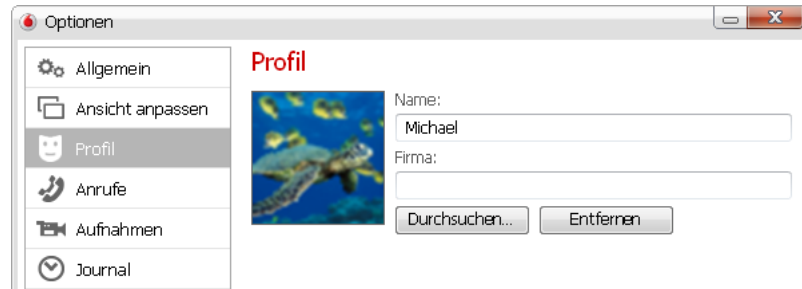 Optionen
Allgemein
Ansicht anpassen
Profil
Anrufe
Aufnahmen
Journal
Profil
Name:
Michael
Firma:
Durchsuchen...
Entfernen